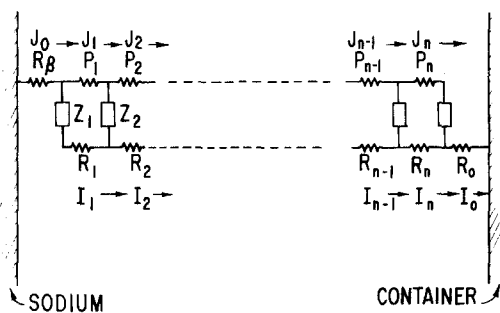 J₀ → J₁ → J₂ → Jₙ₋₁ → Jₙ →
Rβ P₁ P₂ Pₙ₋₁ Pₙ
Z₁ Z₂
R₁ R₂ Rₙ₋₁ Rₙ R₀
I₁ → I₂ → Iₙ₋₁ → Iₙ → I₀ →
SODIUM CONTAINER